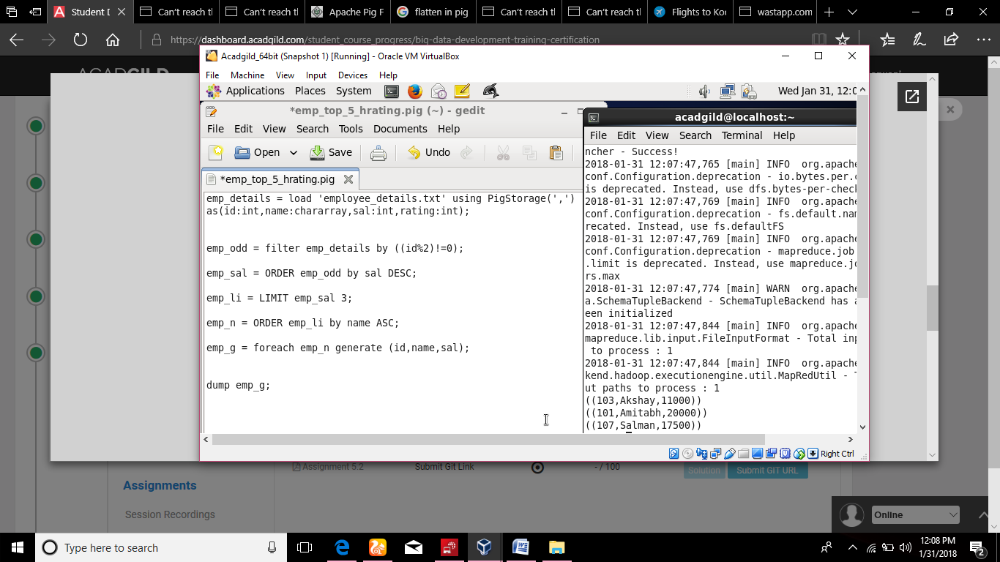 Student D
Can't reach tl
Can't reach tl
Apache Pig F
flatten in pig
Can't reach tl
Can't reach tl
Flights to Koc
wastapp.com
https://dashboard.acadgild.com/student_course_progress/big-data-development-training-certification
ACADGILD
Acadgild_64bit (Snapshot 1) [Running] - Oracle VM VirtualBox
File Machine View Input Devices Help
Applications Places System
Wed Jan 31, 12:0
*emp_top_5_hrating.pig (~) - gedit
File Edit View Search Tools Documents Help
Open Save Undo
*emp_top_5_hrating.pig
emp_details = load 'employee_details.txt' using PigStorage(',')
as(id:int,name:chararray,sal:int,rating:int);
emp_odd = filter emp_details by ((id%2)!=0);
emp_sal = ORDER emp_odd by sal DESC;
emp_li = LIMIT emp_sal 3;
emp_n = ORDER emp_li by name ASC;
emp_g = foreach emp_n generate (id,name,sal);
dump emp_g;
acadgild@localhost:~
File Edit View Search Terminal Help
ncher - Success!
2018-01-31 12:07:47,765 [main] INFO org.apache
conf.Configuration.deprecation - io.bytes.per.c
is deprecated. Instead, use dfs.bytes-per-chec
2018-01-31 12:07:47,769 [main] INFO org.apache
conf.Configuration.deprecation - fs.default.nam
recated. Instead, use fs.defaultFS
2018-01-31 12:07:47,769 [main] INFO org.apache
conf.Configuration.deprecation - mapreduce.job
.limit is deprecated. Instead, use mapreduce.jo
rs.max
2018-01-31 12:07:47,774 [main] WARN org.apache
a.SchemaTupleBackend - SchemaTupleBackend has a
een initialized
2018-01-31 12:07:47,844 [main] INFO org.apache
mapreduce.lib.input.FileInputFormat - Total inp
to process : 1
2018-01-31 12:07:47,844 [main] INFO org.apache
kend.hadoop.executionengine.util.MapRedUtil - T
ut paths to process : 1
((103,Akshay,11000))
((101,Amitabh,20000))
((107,Salman,17500))
Right Ctrl
Assignment 5.2 Submit Git Link - / 100 Solution Submit GIT URL
Assignments
Session Recordings
Online
Type here to search
12:08 PM
1/31/2018
2